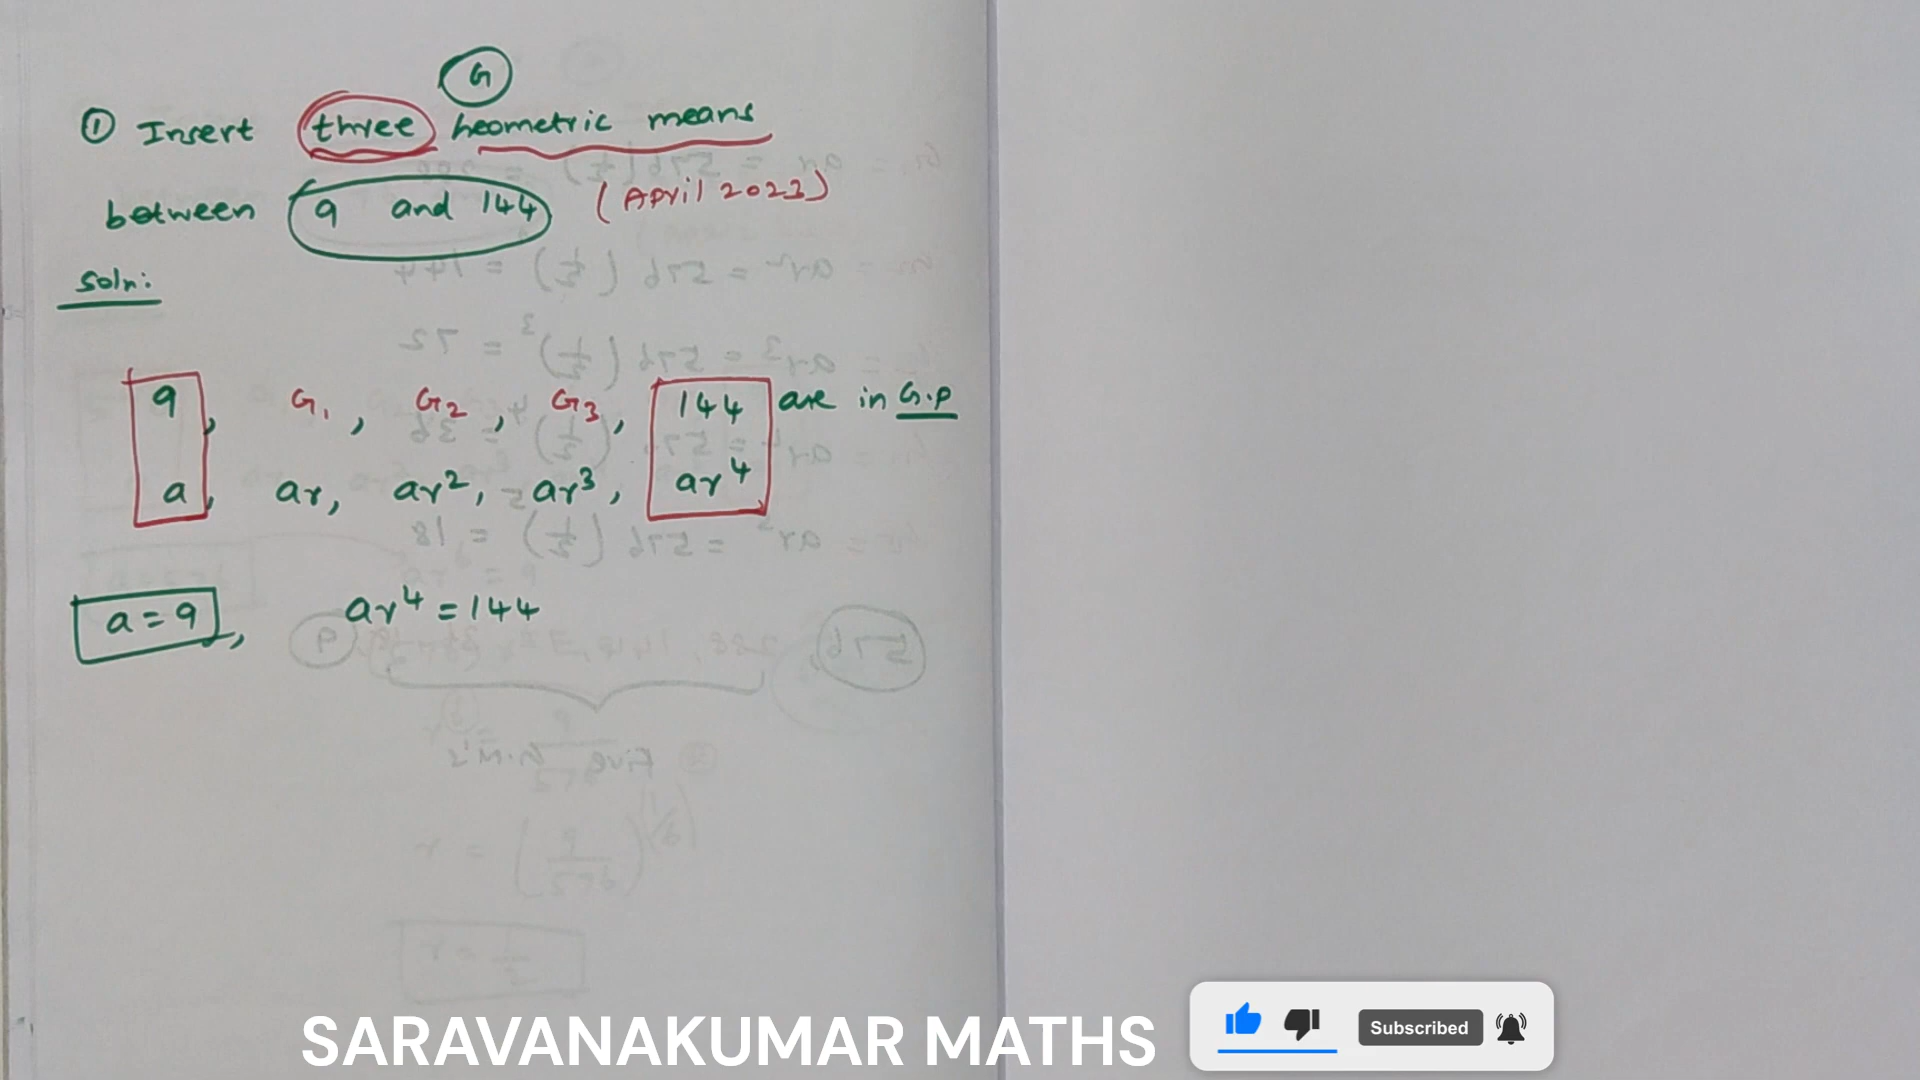 G
① Insert three Geometric means
between 9 and 144 (April 2023)
Soln:
9, G₁, G₂, G₃, 144 are in G.P
a, ar, ar², ar³, ar⁴
a = 9, ar⁴ = 144
SARAVANAKUMAR MATHS
Subscribed